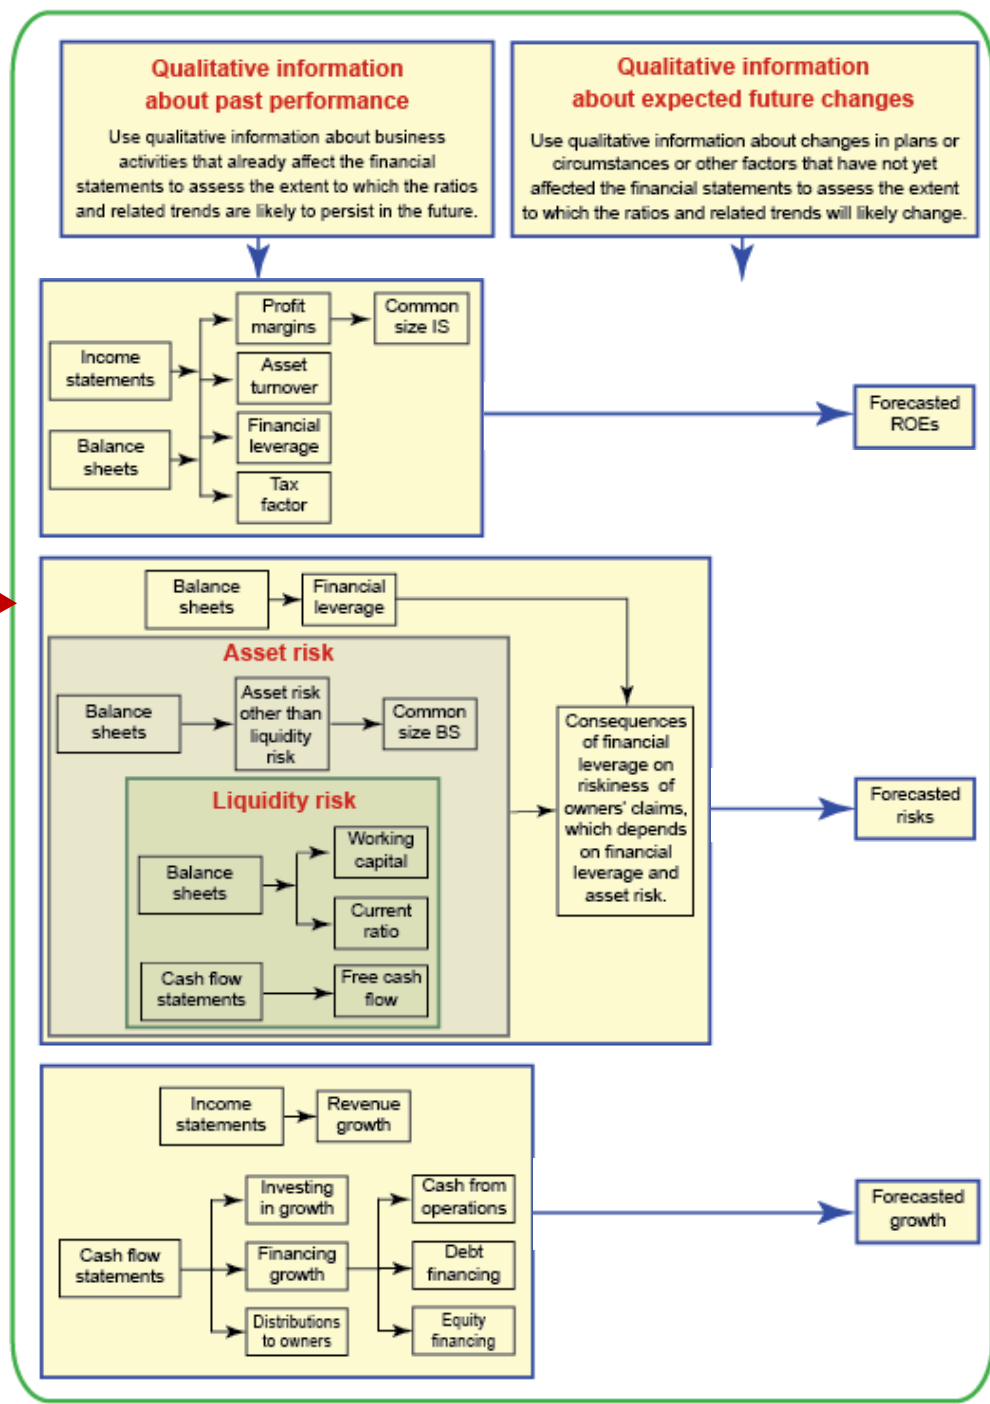 Qualitative information
about past performance
Use qualitative information about business
activities that already affect the financial
statements to assess the extent to which the ratios
and related trends are likely to persist in the future.
Qualitative information
about expected future changes
Use qualitative information about changes in plans or
circumstances or other factors that have not yet
affected the financial statements to assess the extent
to which the ratios and related trends will likely change.
Income
statements
Balance
sheets
Profit
margins
Common
size IS
Asset
turnover
Financial
leverage
Tax
factor
Forecasted
ROEs
Balance
sheets
Financial
leverage
Asset risk
Balance
sheets
Asset risk
other than
liquidity
risk
Common
size BS
Liquidity risk
Balance
sheets
Working
capital
Current
ratio
Cash flow
statements
Free cash
flow
Consequences
of financial
leverage on
riskiness of
owners' claims,
which depends
on financial
leverage and
asset risk.
Forecasted
risks
Income
statements
Revenue
growth
Cash flow
statements
Investing
in growth
Financing
growth
Distributions
to owners
Cash from
operations
Debt
financing
Equity
financing
Forecasted
growth